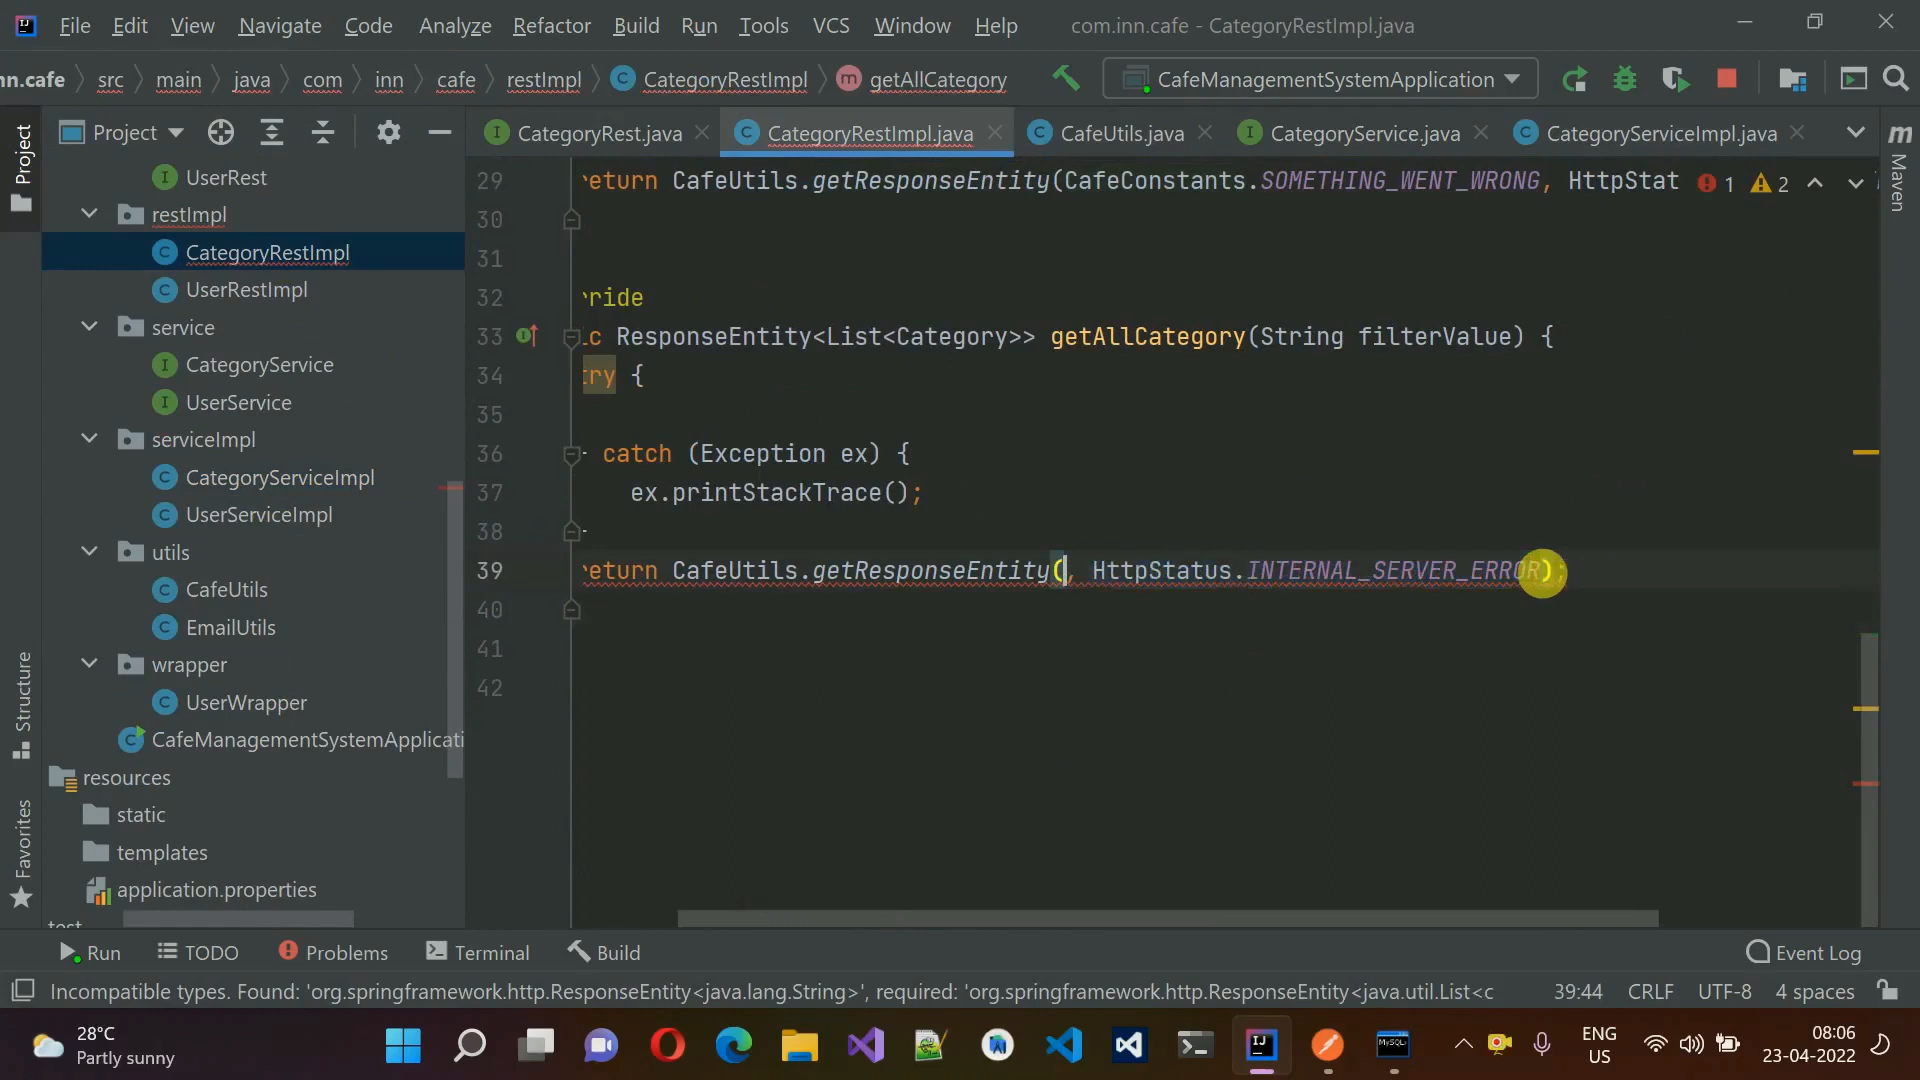 File Edit View Navigate Code Analyze Refactor Build Run Tools VCS Window Help com.inn.cafe - CategoryRestImpl.java
nn.cafe src main java com inn cafe restImpl CategoryRestImpl getAllCategory CafeManagementSystemApplication
Project CategoryRest.java CategoryRestImpl.java CafeUtils.java CategoryService.java CategoryServiceImpl.java
Project
Structure
Favorites
Maven
UserRest
restImpl
CategoryRestImpl
UserRestImpl
service
CategoryService
UserService
serviceImpl
CategoryServiceImpl
UserServiceImpl
utils
CafeUtils
EmailUtils
wrapper
UserWrapper
CafeManagementSystemApplicati
resources
static
templates
application.properties
test
29 return CafeUtils.getResponseEntity(CafeConstants.SOMETHING_WENT_WRONG, HttpStat 1 2
30
31
32 ride
33 ic ResponseEntity<List<Category>> getAllCategory(String filterValue) {
34 try {
35
36 catch (Exception ex) {
37 ex.printStackTrace();
38
39 return CafeUtils.getResponseEntity(, HttpStatus.INTERNAL_SERVER_ERROR);
40
41
42
Run TODO Problems Terminal Build Event Log
Incompatible types. Found: 'org.springframework.http.ResponseEntity<java.lang.String>', required: 'org.springframework.http.ResponseEntity<java.util.List<c 39:44 CRLF UTF-8 4 spaces
28°C
Partly sunny
ENG
US
08:06
23-04-2022